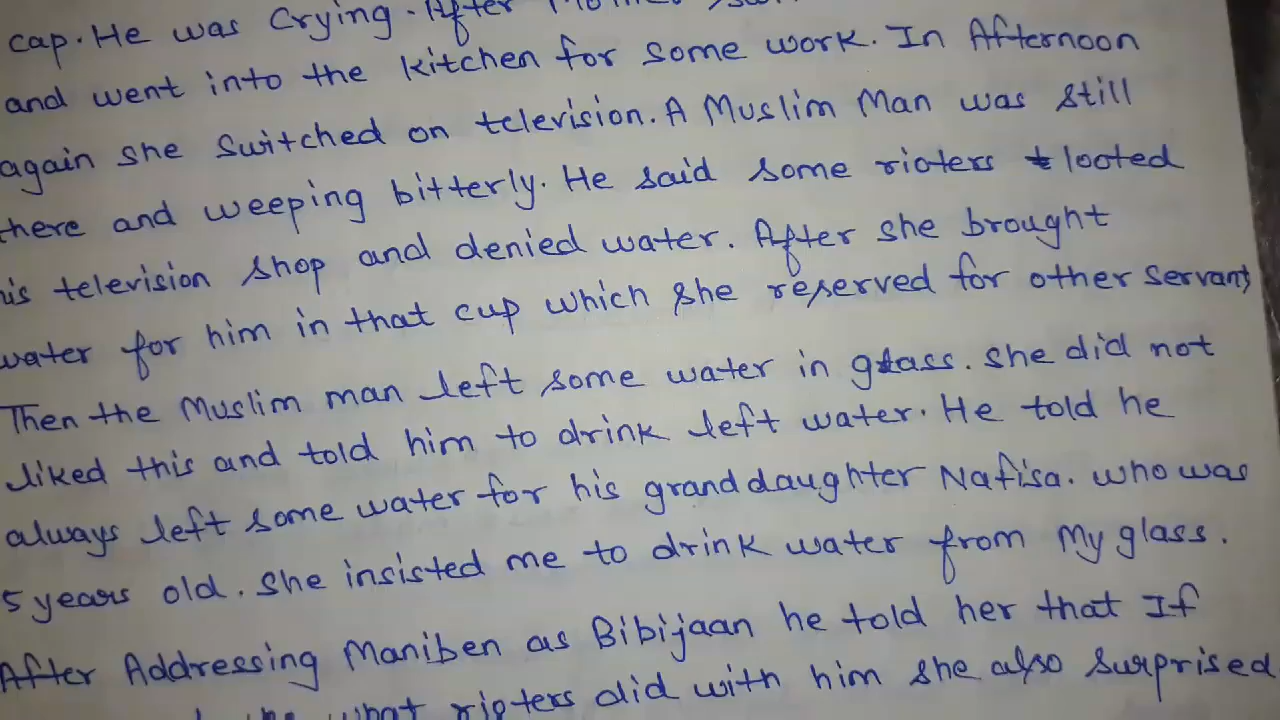 cap. He was Crying. After
and went into the kitchen for some work. In Afternoon
again she switched on television. A Muslim Man was still
there and weeping bitterly. He said some rioters looted
is television shop and denied water. After she brought
water for him in that cup which she reserved for other servants
Then the Muslim man left some water in glass. she did not
liked this and told him to drink left water. He told he
always left some water for his granddaughter Nafisa. who was
5 years old. She insisted me to drink water from My glass.
After Addressing Maniben as Bibijaan he told her that If
what rioters did with him she also surprised